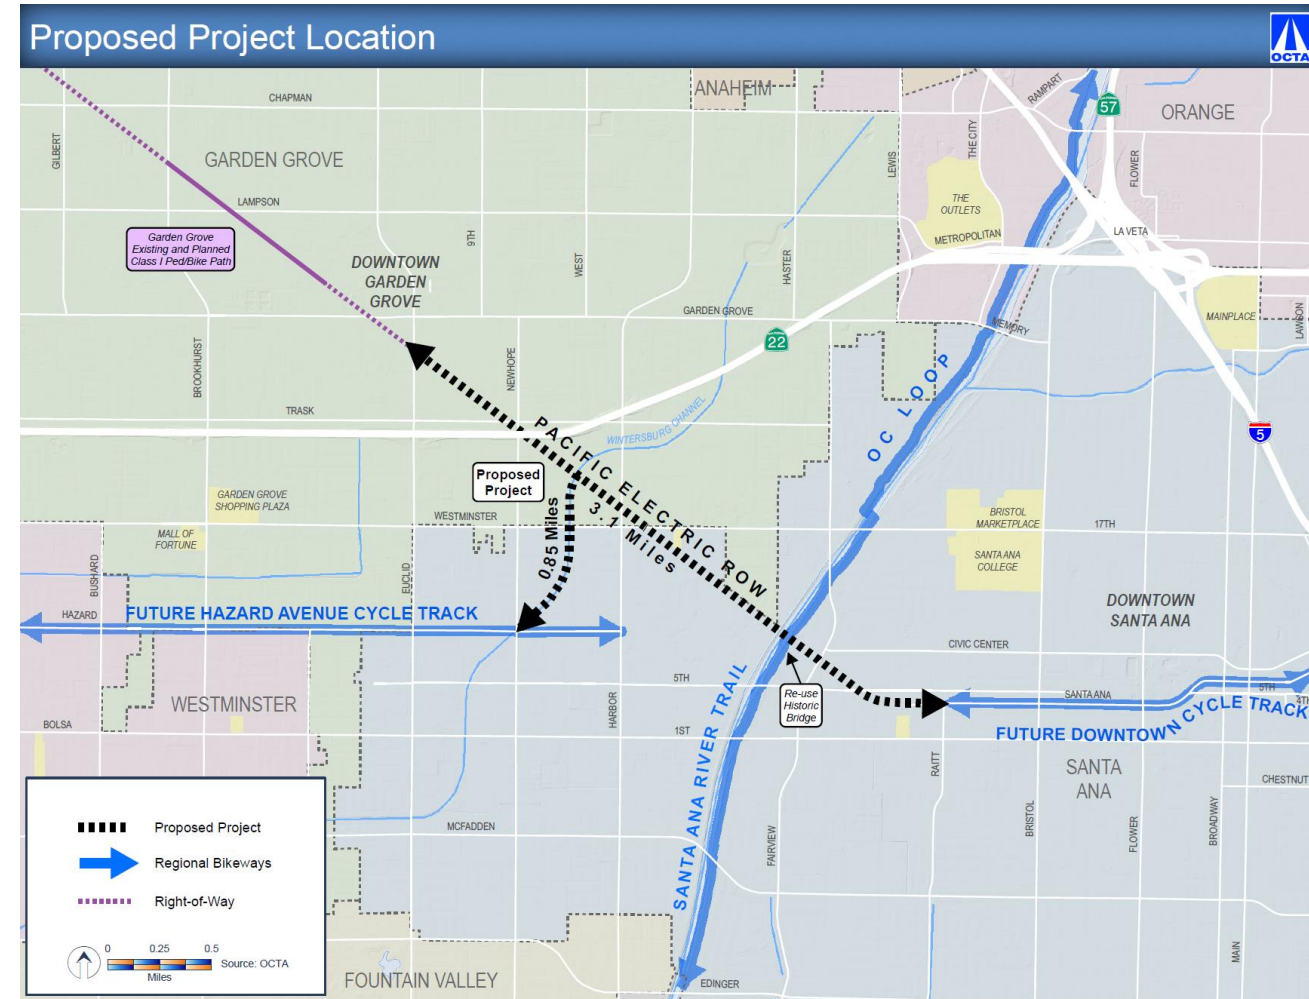 Proposed Project Location
OCTA
ANAHEIM
CHAPMAN
RAMPART
57
ORANGE
GILBERT
GARDEN GROVE
LEWIS
THE CITY
FLOWER
LAMPSON
THE
OUTLETS
Garden Grove
Existing and Planned
Class I Ped/Bike Path
9TH
WEST
HASTER
METROPOLITAN
LA VETA
DOWNTOWN
GARDEN
GROVE
GARDEN GROVE
MEMORY
MAINPLACE
LAWSON
22
BROOKHURST
NEWHOPE
OC LOOP
TRASK
WINTERSBURG CHANNEL
5
PACIFIC ELECTRIC ROW
3.1 Miles
Proposed
Project
0.85 Miles
GARDEN GROVE
SHOPPING PLAZA
WESTMINSTER
BRISTOL
MARKETPLACE
17TH
MALL OF
FORTUNE
SANTA ANA
COLLEGE
BUSHARD
EUCLID
HAZARD
FUTURE HAZARD AVENUE CYCLE TRACK
DOWNTOWN
SANTA ANA
CIVIC CENTER
5TH
Re-use
Historic
Bridge
SANTA ANA
5TH
4TH
WESTMINSTER
HARBOR
SANTA ANA RIVER TRAIL
BOLSA
1ST
FUTURE DOWNTOWN CYCLE TRACK
RAITT
SANTA
ANA
CHESTNUT
Proposed Project
MCFADDEN
FAIRVIEW
BRISTOL
FLOWER
BROADWAY
Regional Bikeways
Right-of-Way
MAIN
0 0.25 0.5
Miles
Source: OCTA
FOUNTAIN VALLEY
EDINGER